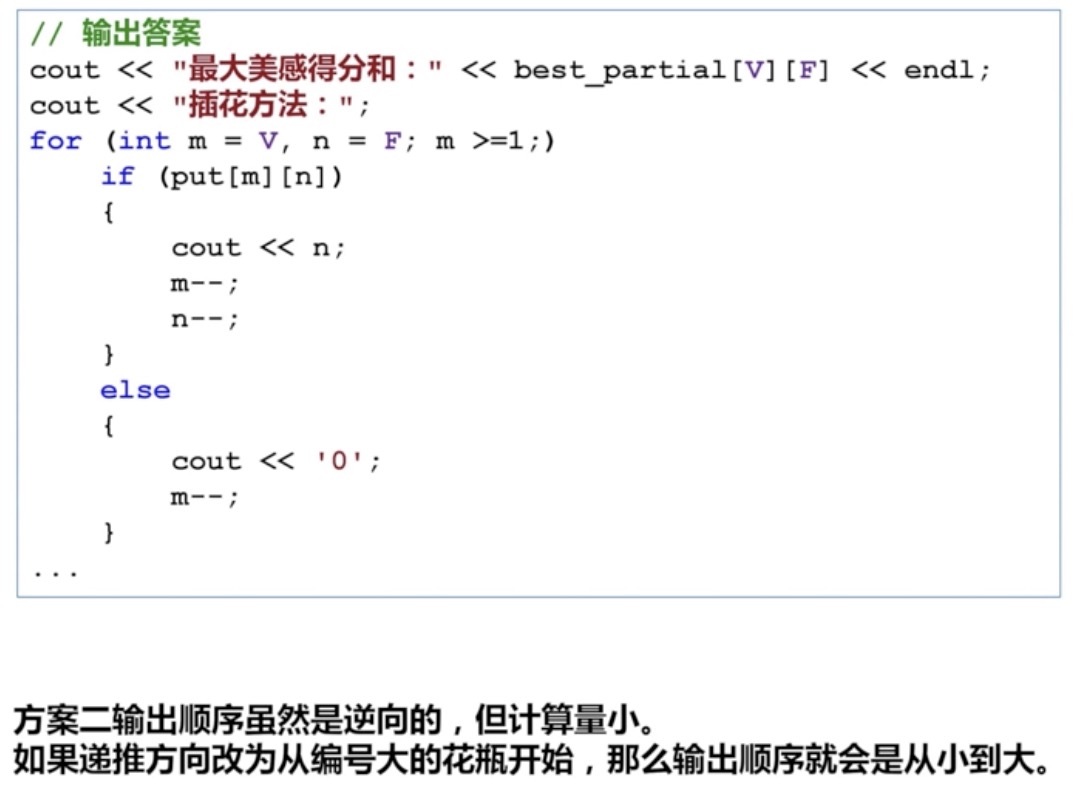 // 输出答案
cout << "最大美感得分和：" << best_partial[V][F] << endl;
cout << "插花方法：";
for (int m = V, n = F; m >=1;)
    if (put[m][n])
    {
        cout << n;
        m--;
        n--;
    }
    else
    {
        cout << '0';
        m--;
    }
...
方案二输出顺序虽然是逆向的，但计算量小。
如果递推方向改为从编号大的花瓶开始，那么输出顺序就会是从小到大。